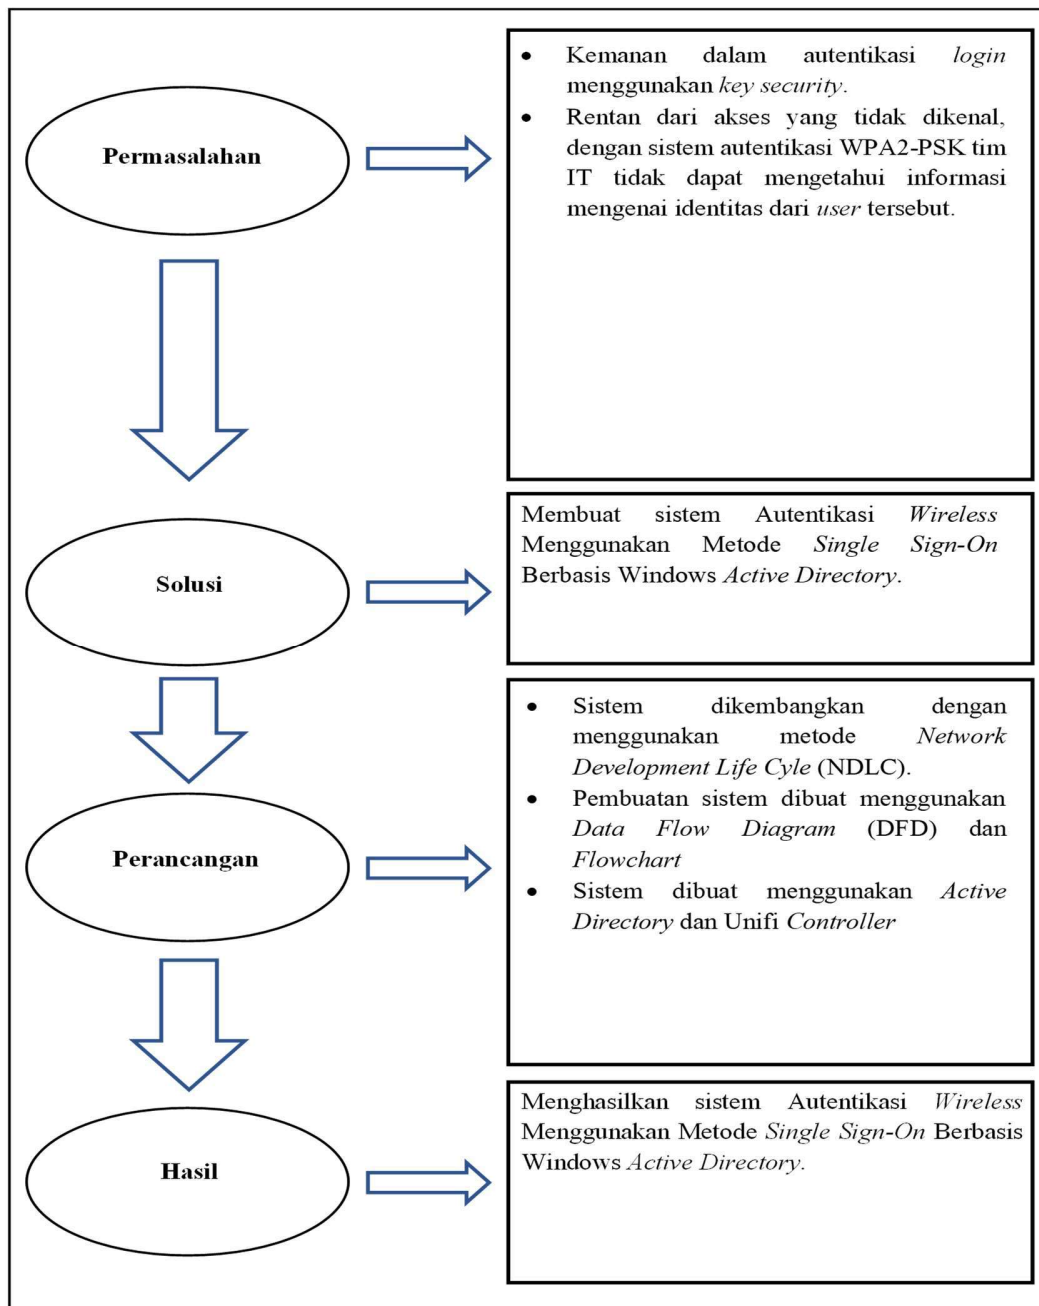 Permasalahan
• Kemanan dalam autentikasi login
menggunakan key security.
• Rentan dari akses yang tidak dikenal,
dengan sistem autentikasi WPA2-PSK tim
IT tidak dapat mengetahui informasi
mengenai identitas dari user tersebut.
Solusi
Membuat sistem Autentikasi Wireless
Menggunakan Metode Single Sign-On
Berbasis Windows Active Directory.
Perancangan
• Sistem dikembangkan dengan
menggunakan metode Network
Development Life Cyle (NDLC).
• Pembuatan sistem dibuat menggunakan
Data Flow Diagram (DFD) dan
Flowchart
• Sistem dibuat menggunakan Active
Directory dan Unifi Controller
Hasil
Menghasilkan sistem Autentikasi Wireless
Menggunakan Metode Single Sign-On Berbasis
Windows Active Directory.